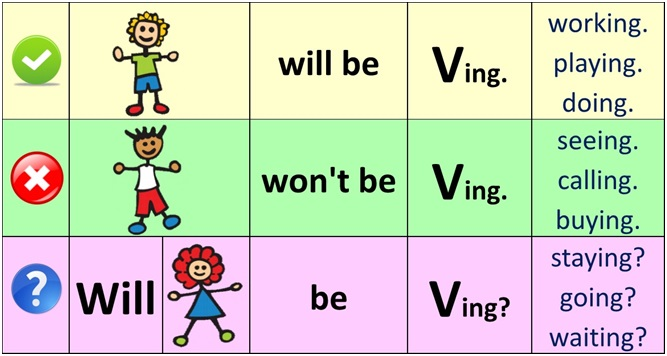 will be Ving. working.
playing.
doing.
won't be Ving. seeing.
calling.
buying.
? Will be Ving? staying?
going?
waiting?